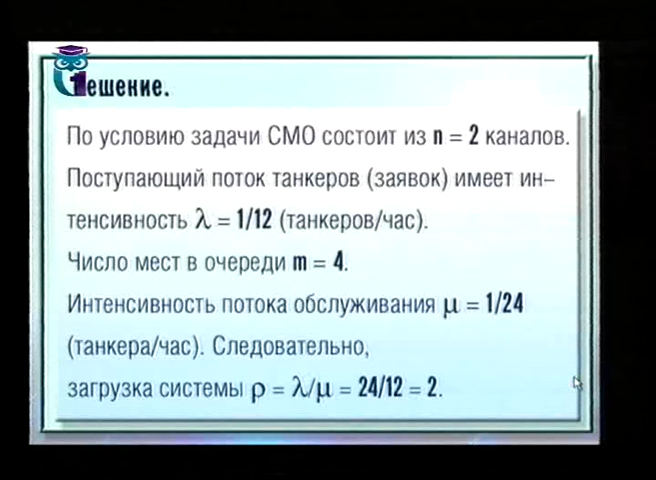 Решение.
По условию задачи СМО состоит из n = 2 каналов.
Поступающий поток танкеров (заявок) имеет ин–
тенсивность λ = 1/12 (танкеров/час).
Число мест в очереди m = 4.
Интенсивность потока обслуживания μ = 1/24
(танкера/час). Следовательно,
загрузка системы ρ = λ/μ = 24/12 = 2.